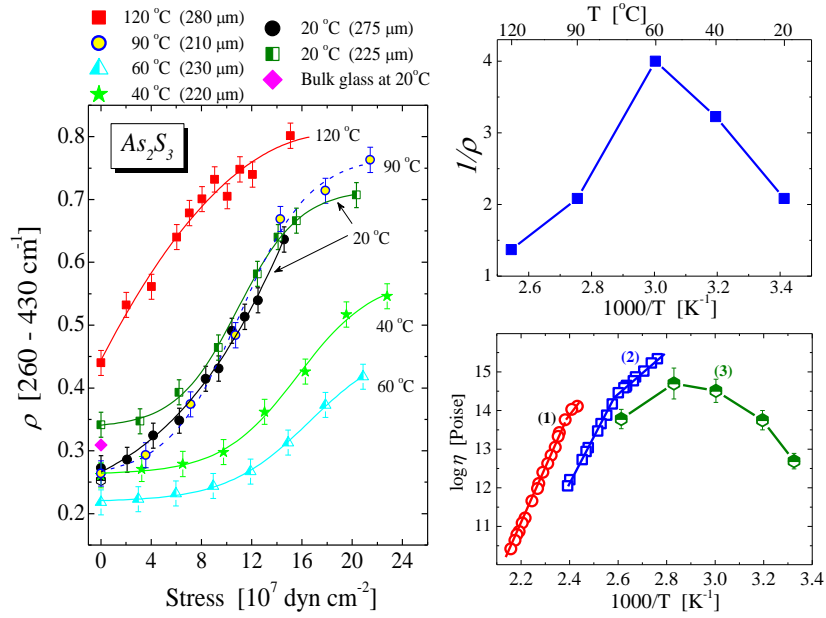 120 °C (280 μm)
90 °C (210 μm)
60 °C (230 μm)
40 °C (220 μm)
20 °C (275 μm)
20 °C (225 μm)
Bulk glass at 20°C
As₂S₃
120 °C
90 °C
20 °C
40 °C
60 °C
0.8
0.7
0.6
0.5
0.4
0.3
0.2
ρ [260 - 430 cm⁻¹]
0 4 8 12 16 20 24
Stress [10⁷ dyn cm⁻²]
T [°C]
120 90 60 40 20
4
3
2
1
1/ρ
2.6 2.8 3.0 3.2 3.4
1000/T [K⁻¹]
(1)
(2)
(3)
15
14
13
12
11
log η [Poise]
2.2 2.4 2.6 2.8 3.0 3.2 3.4
1000/T [K⁻¹]